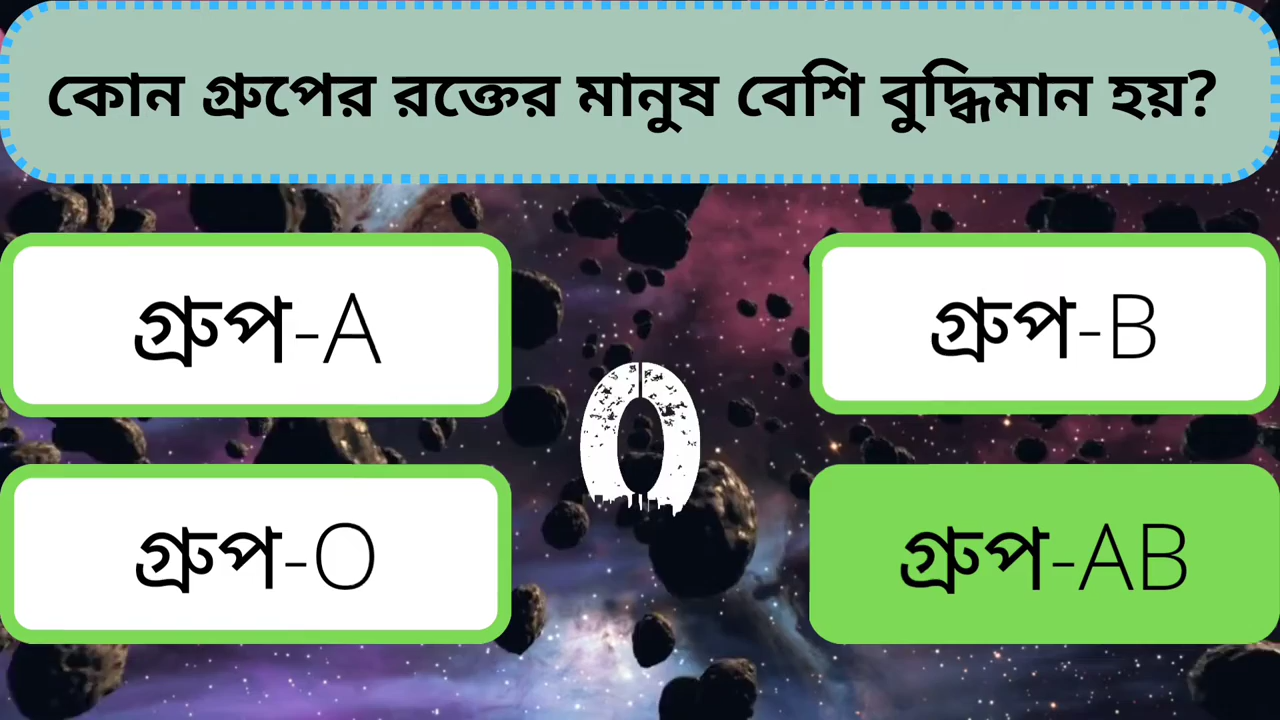 কোন গ্রুপের রক্তের মানুষ বেশি বুদ্ধিমান হয়?
গ্রুপ-A
গ্রুপ-B
0
গ্রুপ-O
গ্রুপ-AB